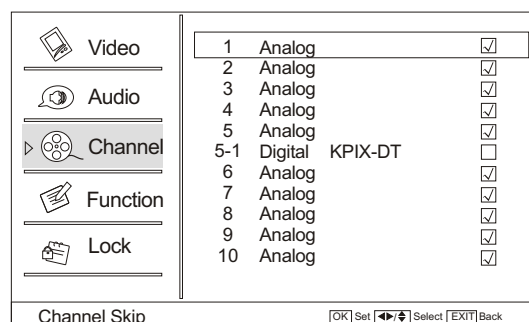 Video
Audio
Channel
Function
Lock
1 Analog
2 Analog
3 Analog
4 Analog
5 Analog
5-1 Digital KPIX-DT
6 Analog
7 Analog
8 Analog
9 Analog
10 Analog
Channel Skip
OK Set ◀▶/▲▼ Select EXIT Back